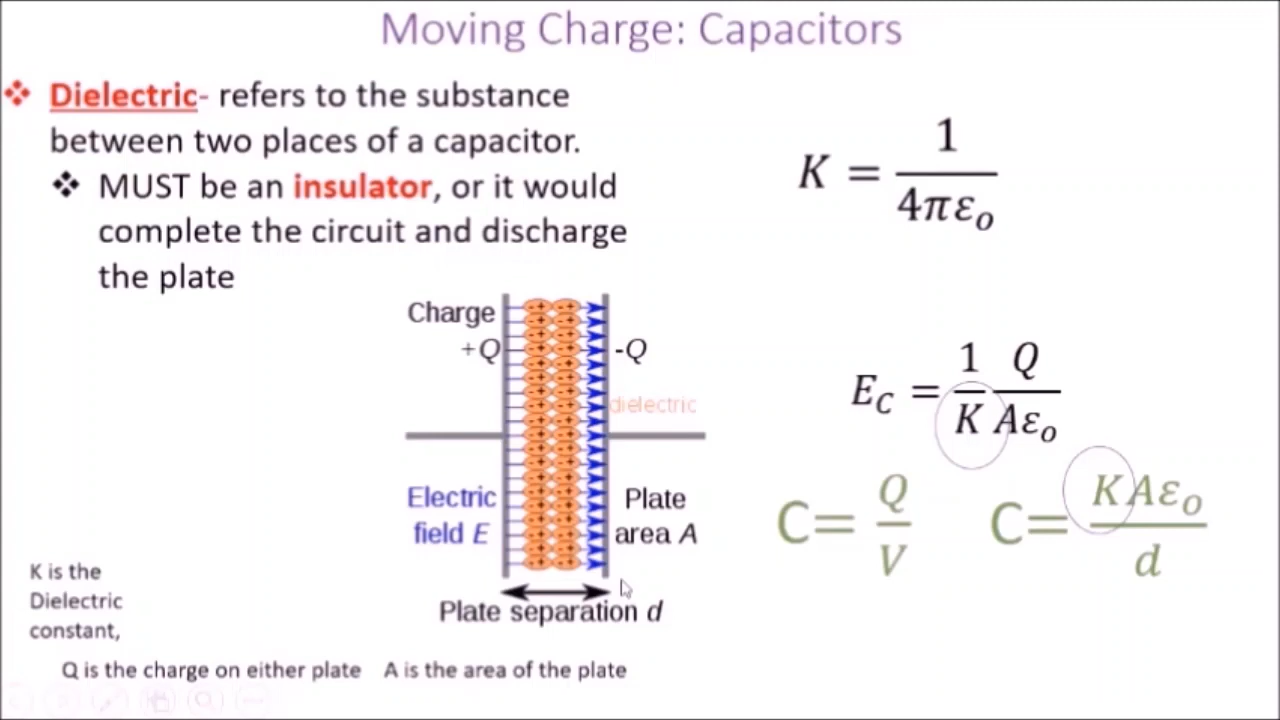 Moving Charge: Capacitors
❖ Dielectric- refers to the substance
between two places of a capacitor.
❖ MUST be an insulator, or it would
complete the circuit and discharge
the plate
K = 1/4πε₀
Charge
+Q
-Q
dielectric
Electric
field E
Plate
area A
Plate separation d
E_C = 1/K Q/Aε₀
C= Q/V
C= KAε₀/d
K is the
Dielectric
constant,
Q is the charge on either plate A is the area of the plate